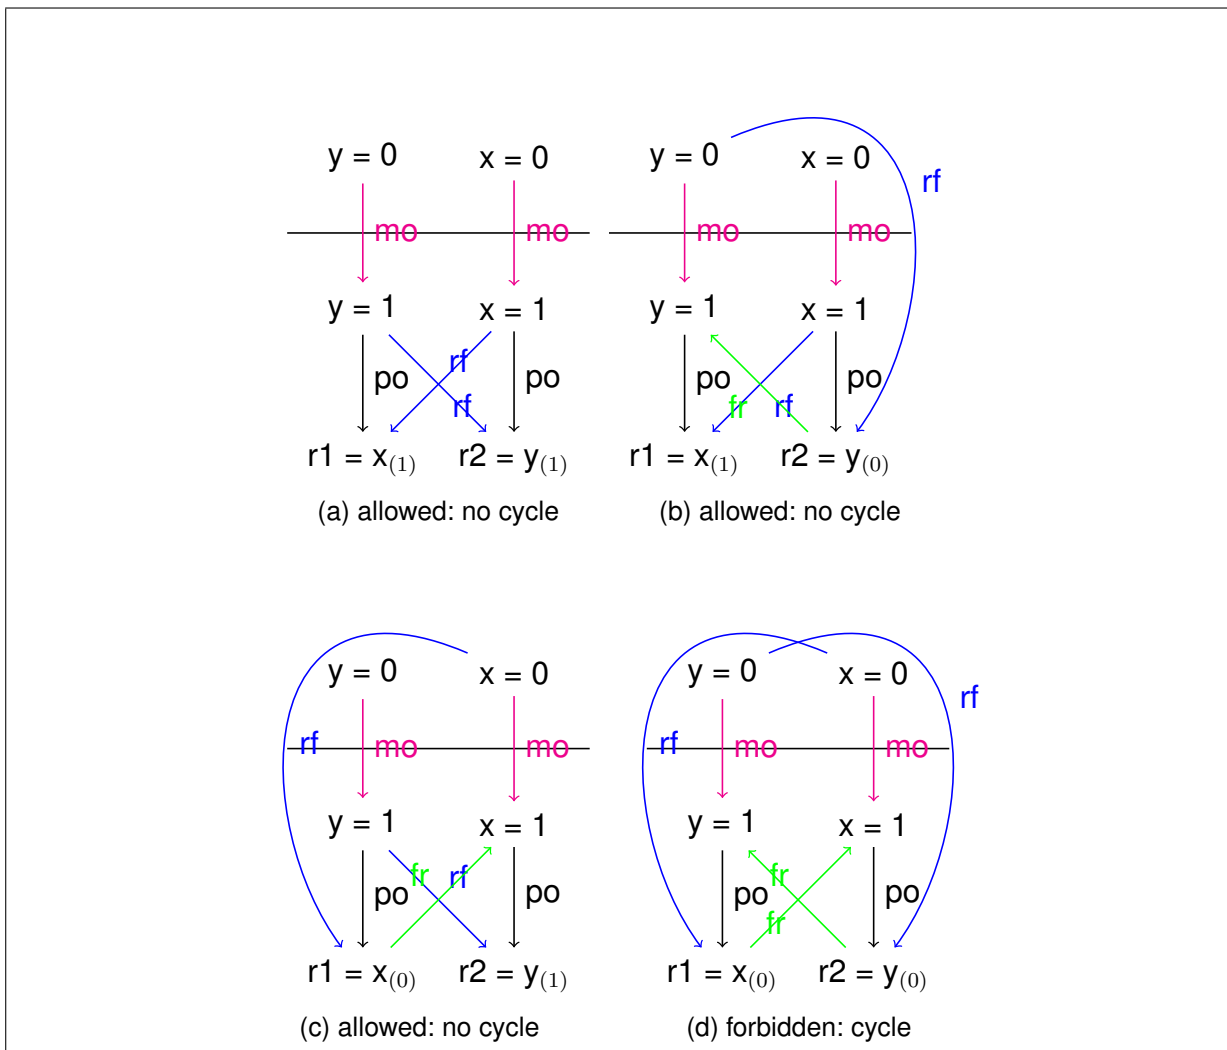 y = 0 x = 0 y = 0 x = 0
rf
mo mo mo mo
y = 1 x = 1 y = 1 x = 1
rf
po po po po
rf fr rf
r1 = x(1) r2 = y(1) r1 = x(1) r2 = y(0)
(a) allowed: no cycle (b) allowed: no cycle
y = 0 x = 0 y = 0 x = 0
rf
rf mo mo rf mo mo
y = 1 x = 1 y = 1 x = 1
fr rf fr
po po po po
fr
r1 = x(0) r2 = y(1) r1 = x(0) r2 = y(0)
(c) allowed: no cycle (d) forbidden: cycle